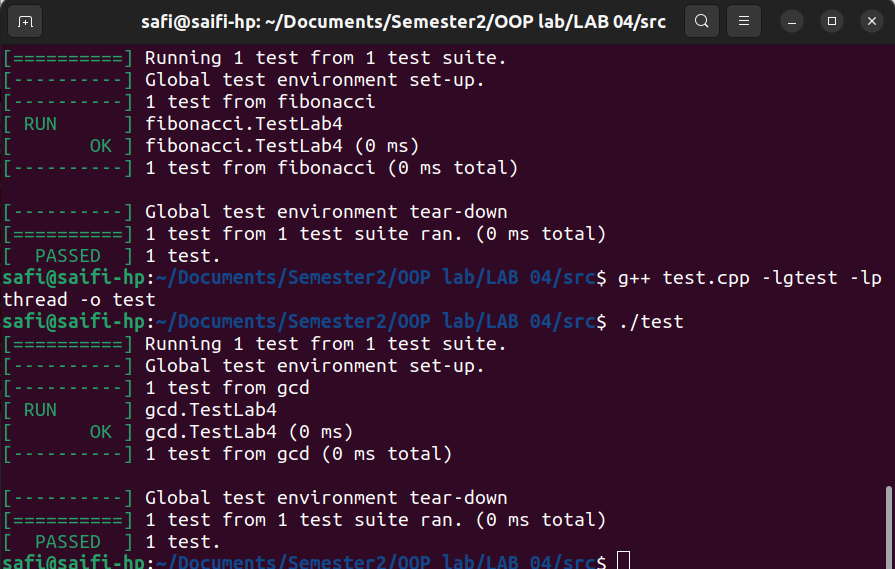 safi@saifi-hp: ~/Documents/Semester2/OOP lab/LAB 04/src
[==========] Running 1 test from 1 test suite.
[----------] Global test environment set-up.
[----------] 1 test from fibonacci
[ RUN      ] fibonacci.TestLab4
[       OK ] fibonacci.TestLab4 (0 ms)
[----------] 1 test from fibonacci (0 ms total)

[----------] Global test environment tear-down
[==========] 1 test from 1 test suite ran. (0 ms total)
[  PASSED  ] 1 test.
safi@saifi-hp:~/Documents/Semester2/OOP lab/LAB 04/src$ g++ test.cpp -lgtest -lp
thread -o test
safi@saifi-hp:~/Documents/Semester2/OOP lab/LAB 04/src$ ./test
[==========] Running 1 test from 1 test suite.
[----------] Global test environment set-up.
[----------] 1 test from gcd
[ RUN      ] gcd.TestLab4
[       OK ] gcd.TestLab4 (0 ms)
[----------] 1 test from gcd (0 ms total)

[----------] Global test environment tear-down
[==========] 1 test from 1 test suite ran. (0 ms total)
[  PASSED  ] 1 test.
safi@saifi-hp:~/Documents/Semester2/OOP lab/LAB 04/src$